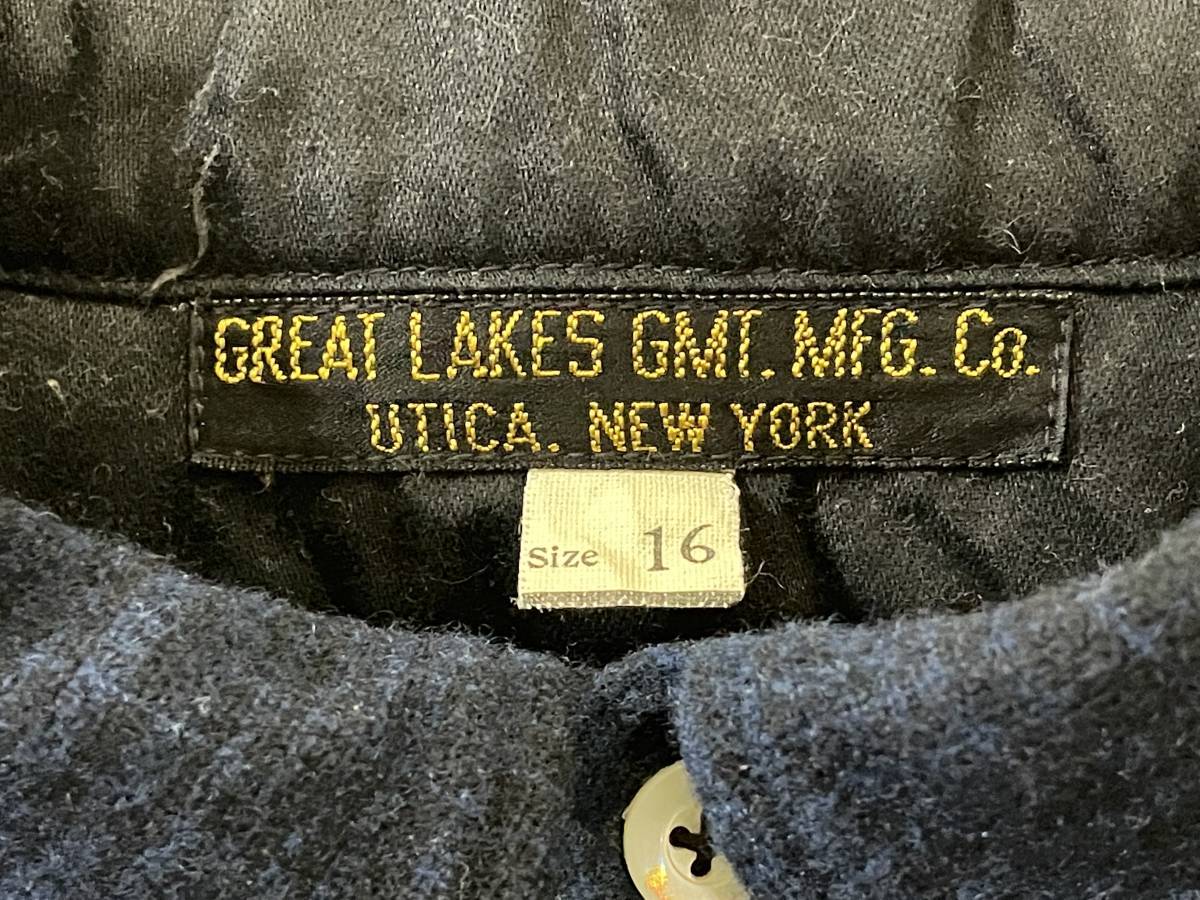 GREAT LAKES GMT. MFG. Co.
UTICA. NEW YORK
Size 16